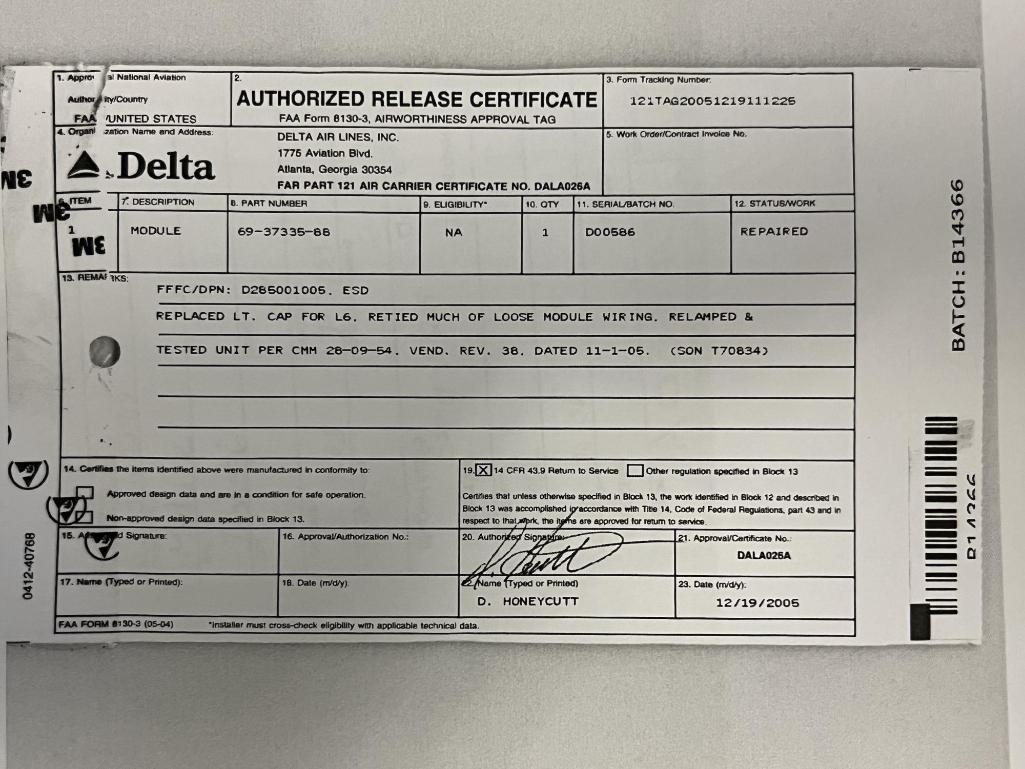 1. Approval National Aviation
Authority/Country
FAA/UNITED STATES
2.
AUTHORIZED RELEASE CERTIFICATE
FAA Form 8130-3, AIRWORTHINESS APPROVAL TAG
3. Form Tracking Number:
121TAG20051219111225
4. Organization Name and Address:
Delta
DELTA AIR LINES, INC.
1775 Aviation Blvd.
Atlanta, Georgia 30354
FAR PART 121 AIR CARRIER CERTIFICATE NO. DALA026A
5. Work Order/Contract Invoice No.
6. ITEM
7. DESCRIPTION
8. PART NUMBER
9. ELIGIBILITY*
10. QTY
11. SERIAL/BATCH NO.
12. STATUS/WORK
1
MODULE
69-37335-88
NA
1
D00586
REPAIRED
3M
3M
3M
13. REMARKS:
FFFC/DPN: D285001005. ESD
REPLACED LT. CAP FOR L6. RETIED MUCH OF LOOSE MODULE WIRING. RELAMPED &
TESTED UNIT PER CMM 28-09-54. VEND. REV. 38. DATED 11-1-05. (SON T70834)
14. Certifies the items identified above were manufactured in conformity to:
Approved design data and are in a condition for safe operation.
Non-approved design data specified in Block 13.
19. X 14 CFR 43.9 Return to Service Other regulation specified in Block 13
Certifies that unless otherwise specified in Block 13, the work identified in Block 12 and described in
Block 13 was accomplished in accordance with Title 14, Code of Federal Regulations, part 43 and in
respect to that work, the items are approved for return to service.
15. Authorized Signature:
16. Approval/Authorization No.:
20. Authorized Signature:
21. Approval/Certificate No.:
DALA026A
17. Name (Typed or Printed):
18. Date (m/d/y):
22. Name (Typed or Printed)
D. HONEYCUTT
23. Date (m/d/y):
12/19/2005
FAA FORM 8130-3 (05-04)
*Installer must cross-check eligibility with applicable technical data.
0412-40768
BATCH: B14366
B14366